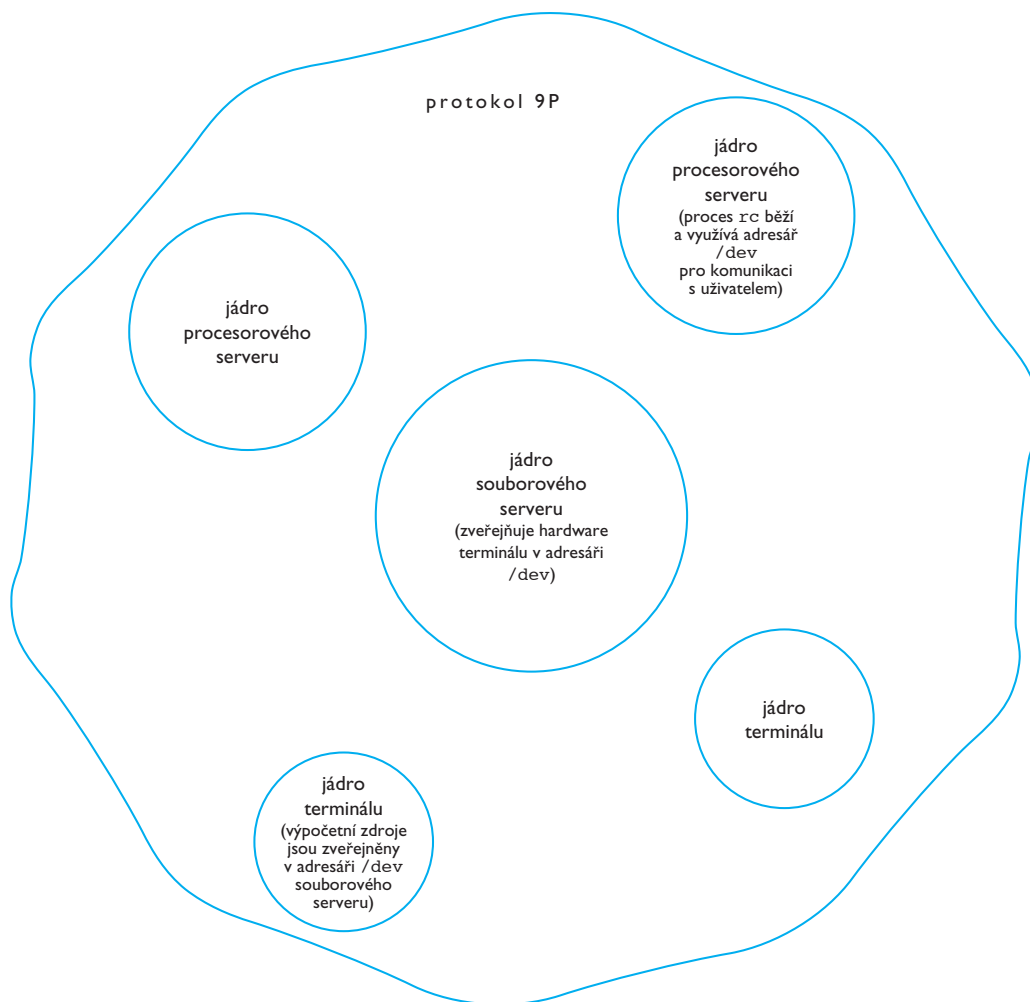 protokol 9P
jádro
procesorového
serveru
(proces rc běží
a využívá adresář
/dev
pro komunikaci
s uživatelem)
jádro
procesorového
serveru
jádro
souborového
serveru
(zveřejňuje hardware
terminálu v adresáři
/dev)
jádro
terminálu
jádro
terminálu
(výpočetní zdroje
jsou zveřejněny
v adresáři /dev
souborového
serveru)